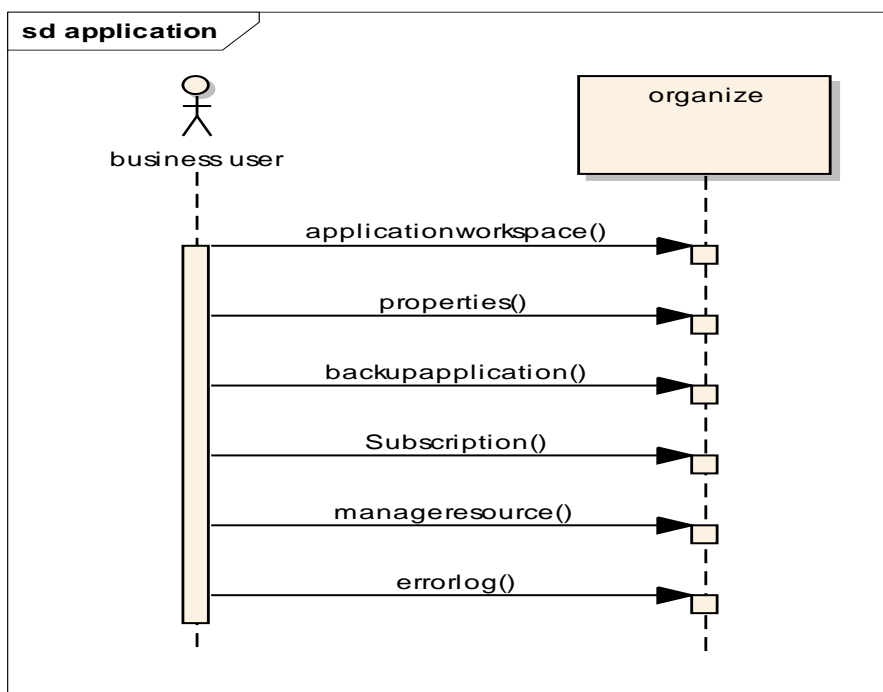 sd application
business user
organize
applicationworkspace()
properties()
backupapplication()
Subscription()
manageresource()
errorlog()